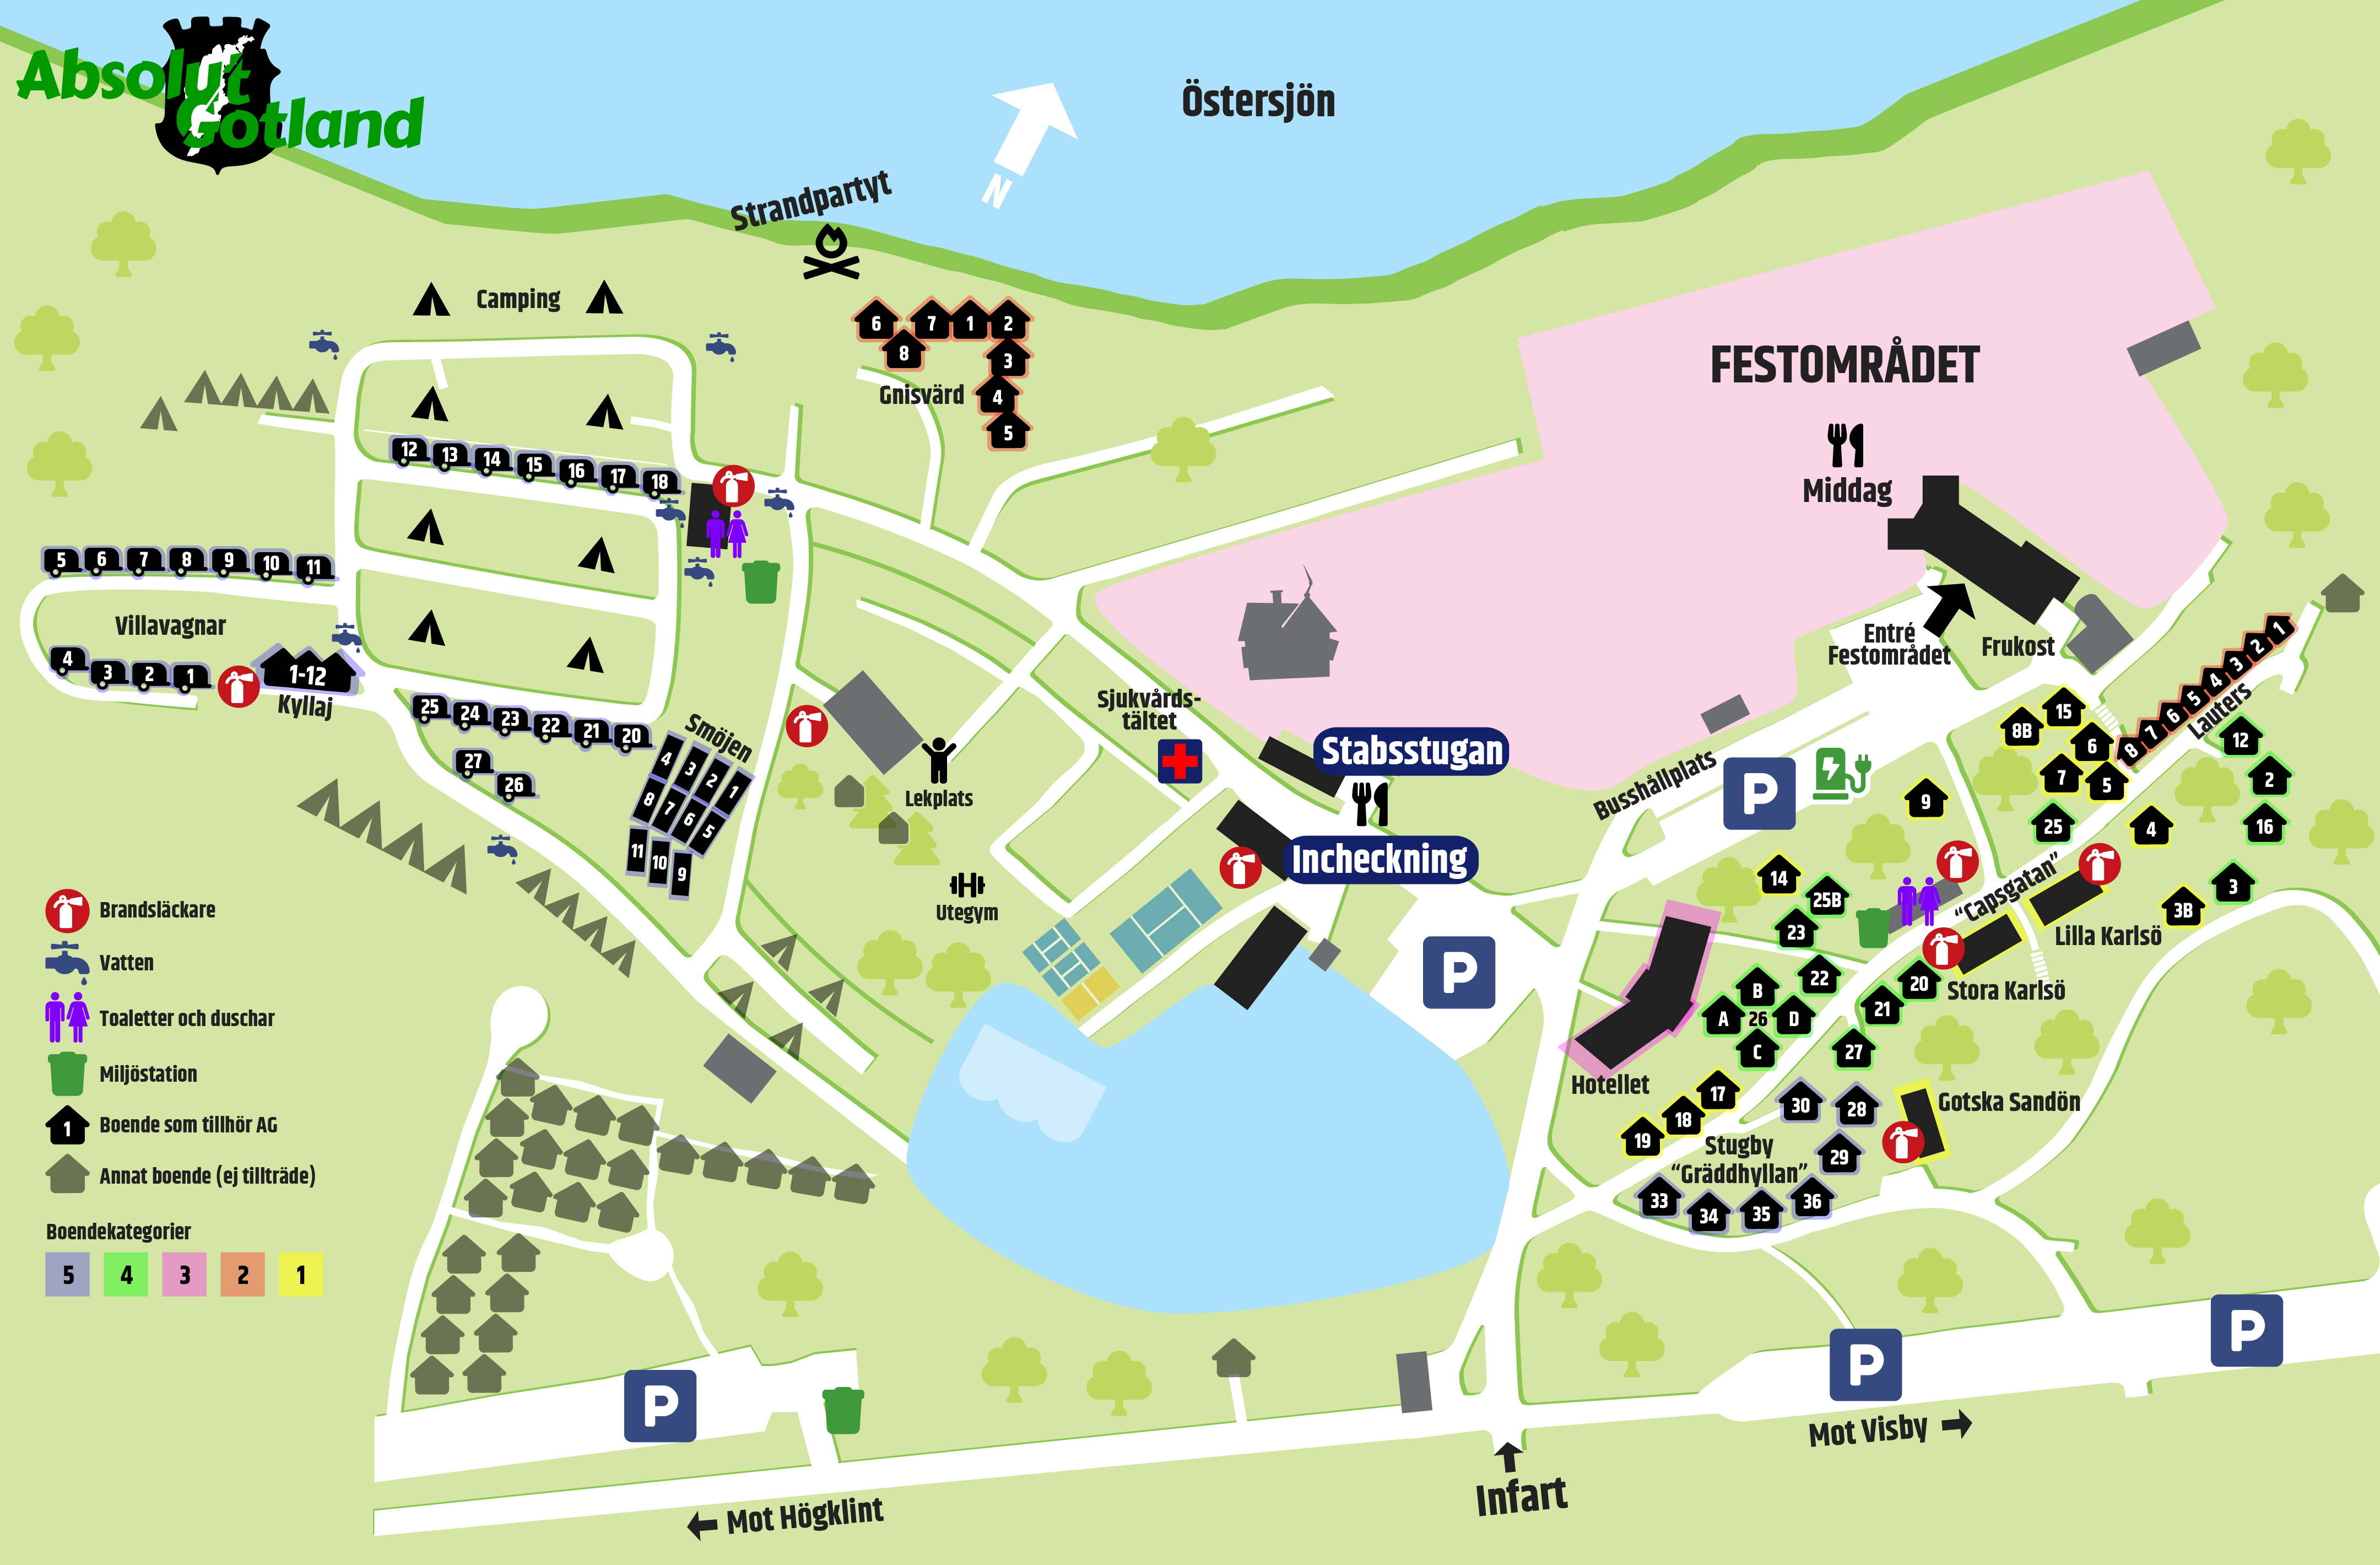 Absolut
Gotland
Östersjön
N
Strandpartyt
Camping
6
7
1
2
8
3
Gnisvärd
4
5
FESTOMRÅDET
Middag
12
13
14
15
16
17
18
5
6
7
8
9
10
11
Villavagnar
4
3
2
1
1-12
Kyllaj
25
24
23
22
21
20
27
26
Smöjen
4
3
2
1
8
7
6
5
11
10
9
Lekplats
Utegym
Sjukvårds-
tältet
Stabsstugan
Incheckning
Entré
Festområdet
Frukost
Busshållplats
P
1
2
3
4
5
6
7
8
Lauters
15
8B
6
7
5
12
2
16
25
4
9
14
25B
23
"Capsgatan"
3
3B
Lilla Karlsö
Stora Karlsö
22
20
21
B
A
26
D
C
27
P
Hotellet
17
18
19
30
28
29
Gotska Sandön
Stugby
"Gräddhyllan"
33
34
35
36
Brandsläckare
Vatten
Toaletter och duschar
Miljöstation
1
Boende som tillhör AG
Annat boende (ej tillträde)
Boendekategorier
5
4
3
2
1
P
P
P
Mot Visby
Infart
Mot Högklint